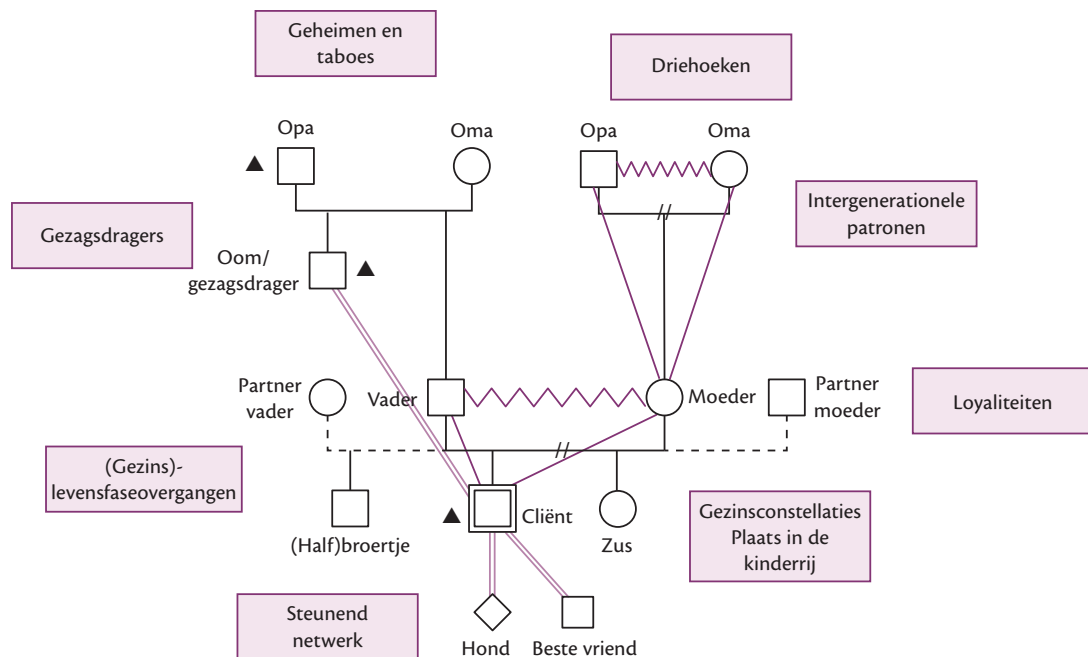 Geheimen en
taboes
Driehoeken
Opa
Oma
Opa
Oma
Intergenerationele
patronen
Gezagsdragers
Oom/
gezagsdrager
Partner
vader
Vader
Moeder
Partner
moeder
Loyaliteiten
(Gezins)-
levensfaseovergangen
(Half)broertje
Cliënt
Zus
Gezinsconstellaties
Plaats in de
kinderrij
Steunend
netwerk
Hond
Beste vriend